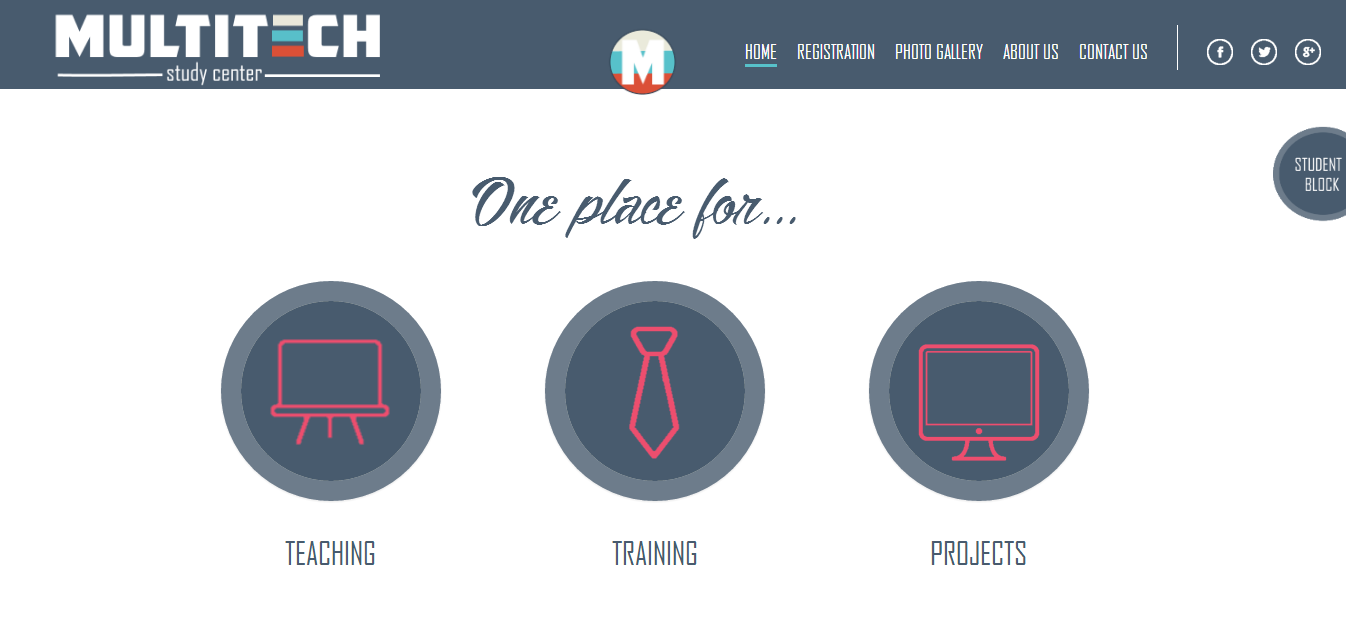 MULTITECH
study center
M
HOME REGISTRATION PHOTO GALLERY ABOUT US CONTACT US
f g+
STUDENT
BLOCK
One place for...
TEACHING TRAINING PROJECTS